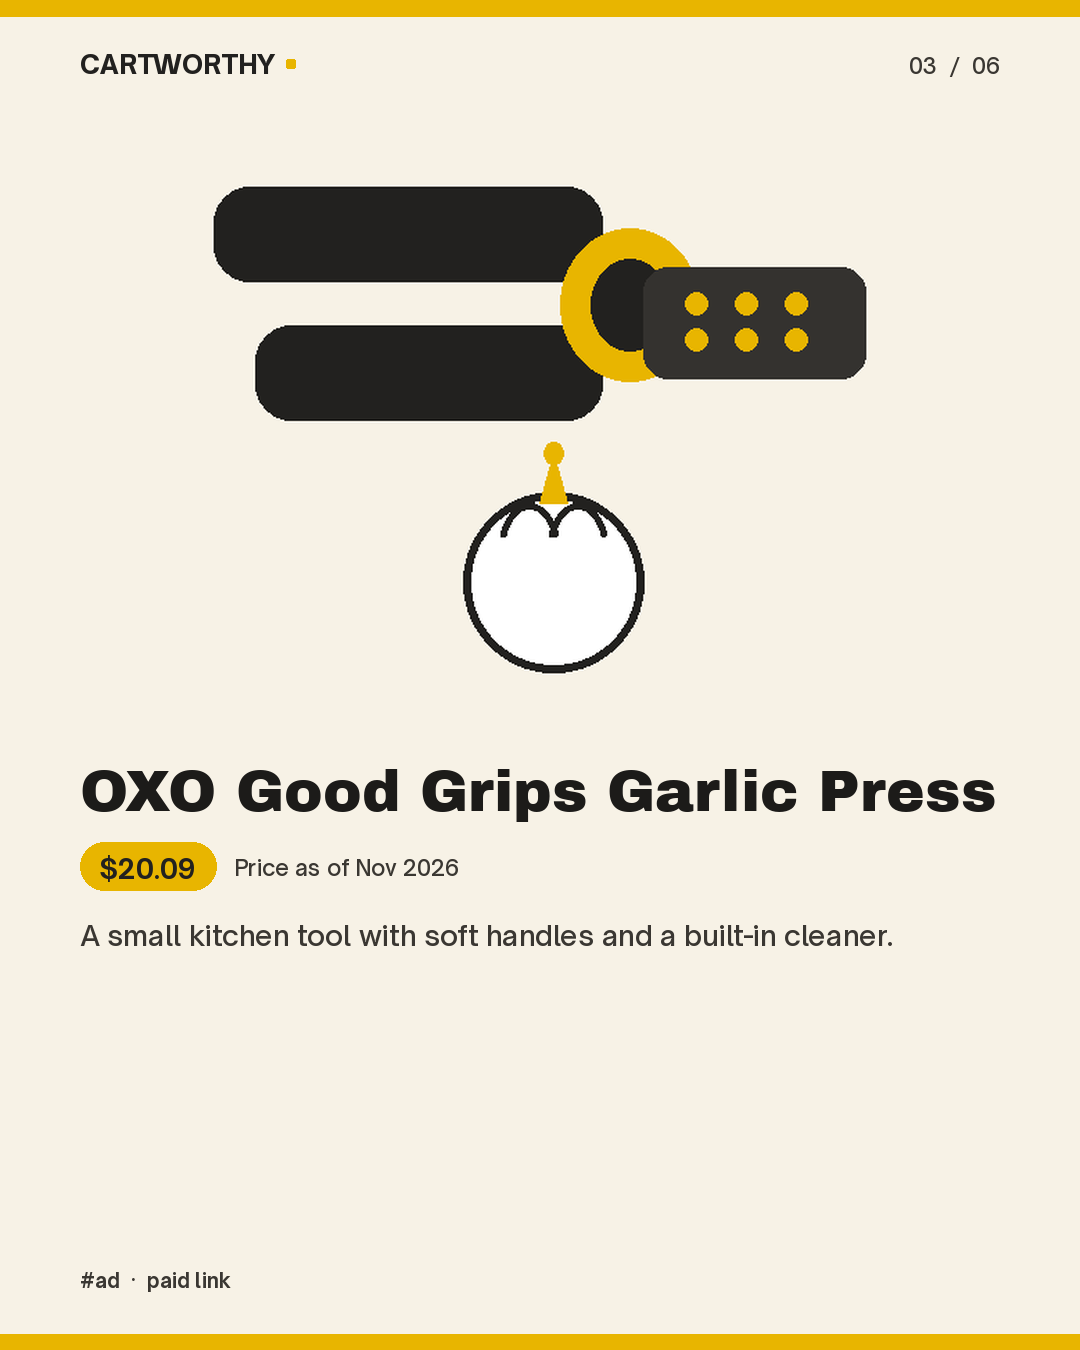 CARTWORTHY
03 / 06
OXO Good Grips Garlic Press
$20.09 Price as of Nov 2026
A small kitchen tool with soft handles and a built-in cleaner.
#ad · paid link